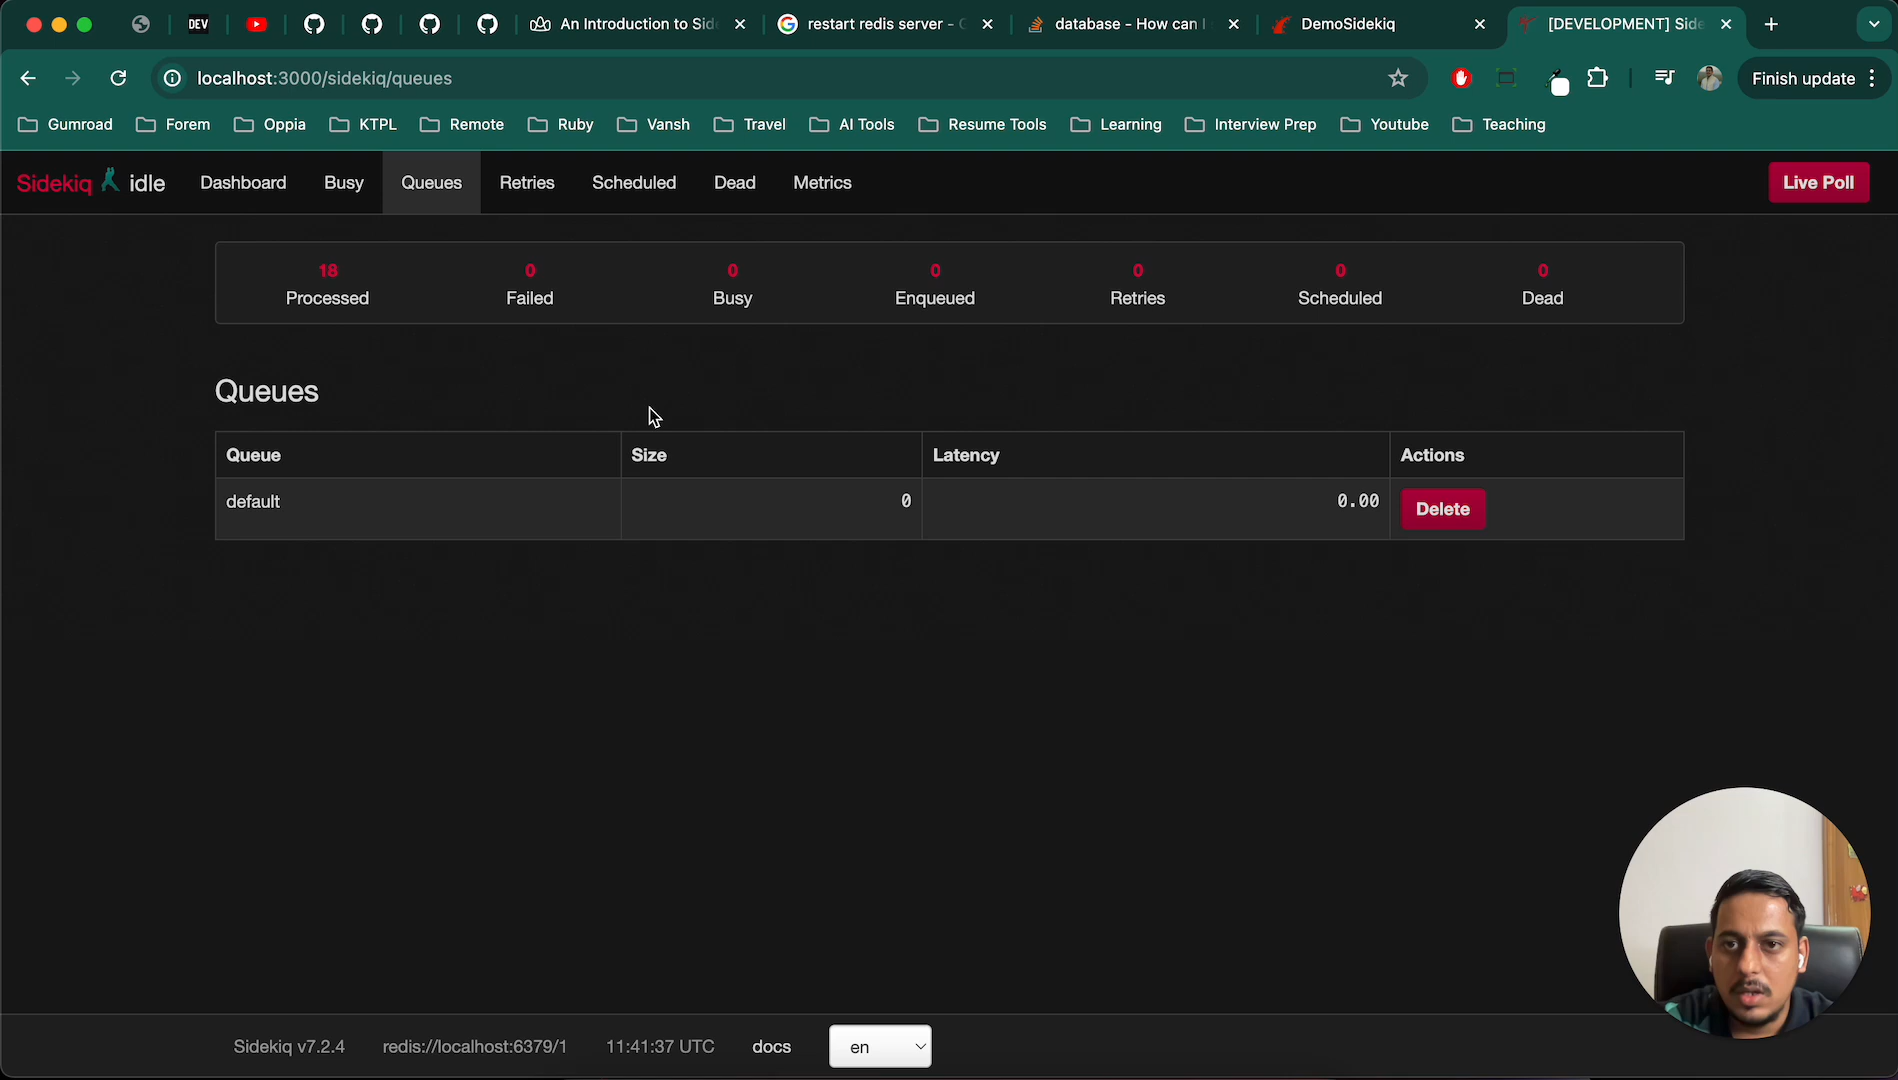 DEV
An Introduction to Sid
restart redis server -
database - How can I
DemoSidekiq
[DEVELOPMENT] Side
localhost:3000/sidekiq/queues
Finish update
Gumroad
Forem
Oppia
KTPL
Remote
Ruby
Vansh
Travel
AI Tools
Resume Tools
Learning
Interview Prep
Youtube
Teaching
Sidekiq idle
Dashboard
Busy
Queues
Retries
Scheduled
Dead
Metrics
Live Poll
18
0
0
0
0
0
0
Processed
Failed
Busy
Enqueued
Retries
Scheduled
Dead
Queues
Queue
Size
Latency
Actions
default
0
0.00
Delete
Sidekiq v7.2.4
redis://localhost:6379/1
11:41:37 UTC
docs
en